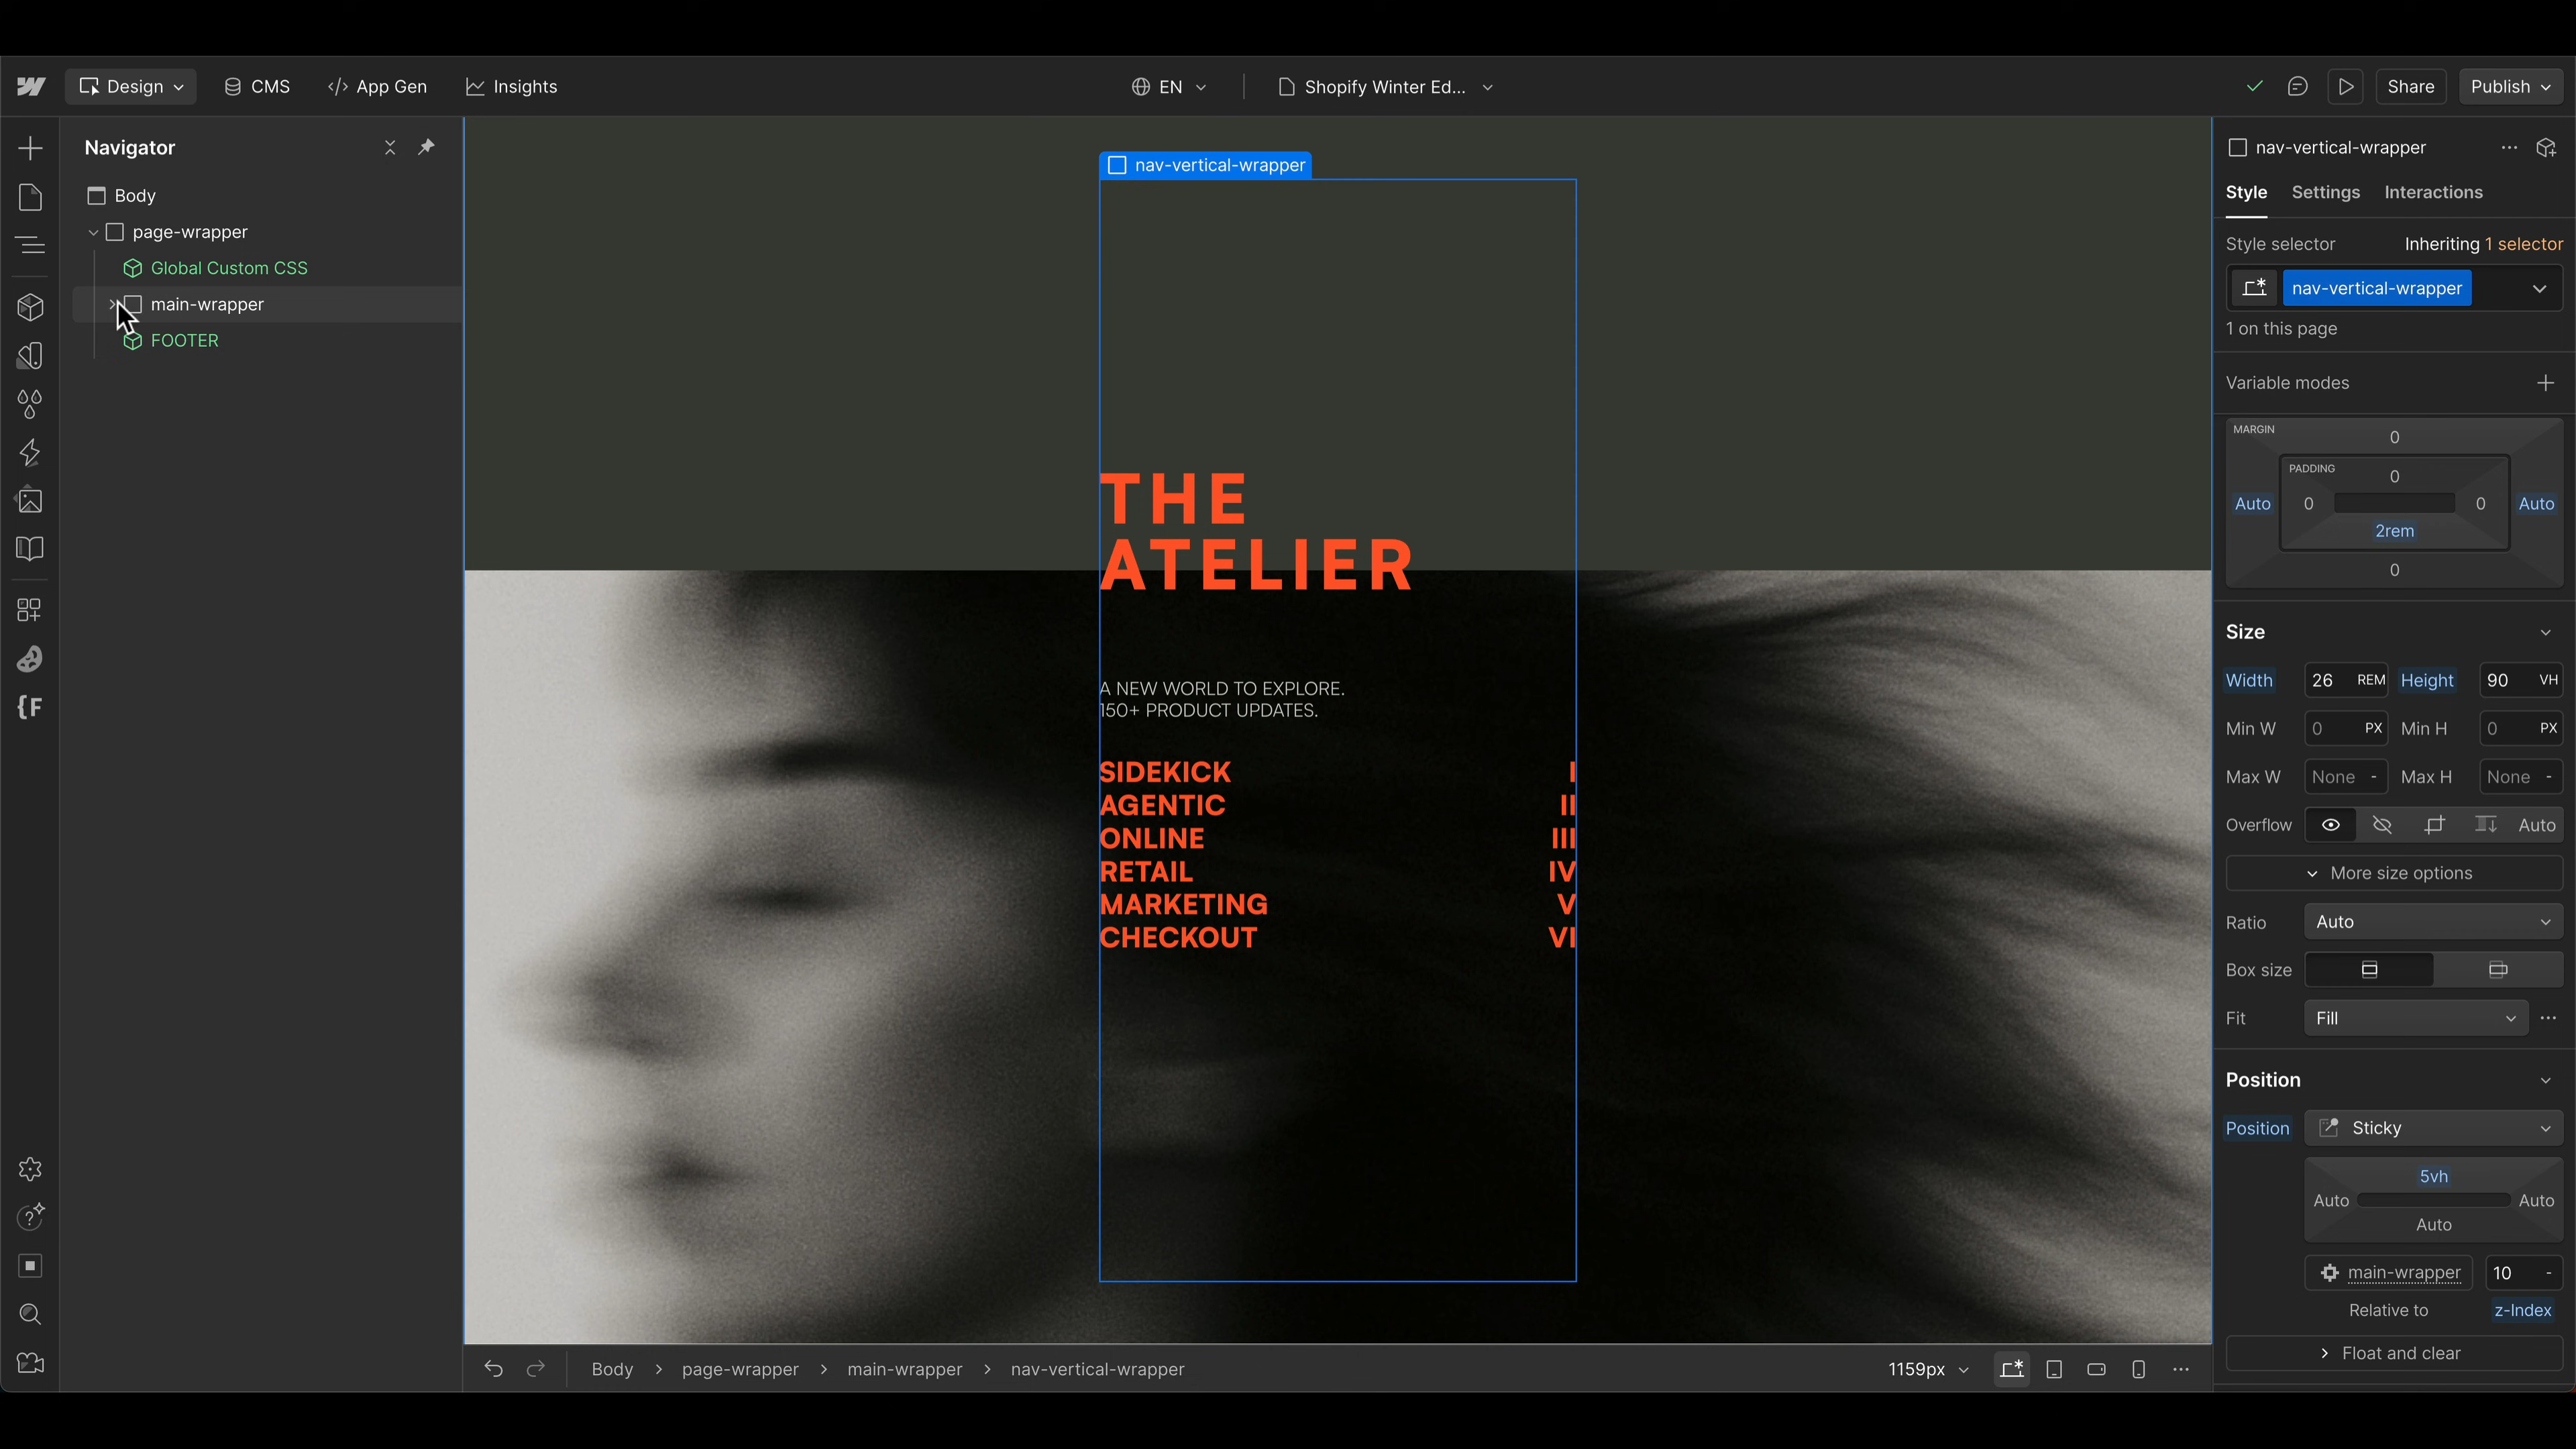 Design
CMS
App Gen
Insights
EN
Shopify Winter Ed...
Share
Publish
Navigator
Body
page-wrapper
Global Custom CSS
main-wrapper
FOOTER
nav-vertical-wrapper
THE
ATELIER
A NEW WORLD TO EXPLORE.
150+ PRODUCT UPDATES.
SIDEKICK I
AGENTIC II
ONLINE III
RETAIL IV
MARKETING V
CHECKOUT VI
Body > page-wrapper > main-wrapper > nav-vertical-wrapper
1159px
nav-vertical-wrapper
Style Settings Interactions
Style selector Inheriting 1 selector
nav-vertical-wrapper
1 on this page
Variable modes
MARGIN
0
PADDING
0
Auto 0 0 Auto
2rem
0
Size
Width 26 REM Height 90 VH
Min W 0 PX Min H 0 PX
Max W None - Max H None -
Overflow Auto
More size options
Ratio Auto
Box size
Fit Fill
Position
Position Sticky
5vh
Auto Auto
Auto
main-wrapper 10 -
Relative to z-Index
Float and clear